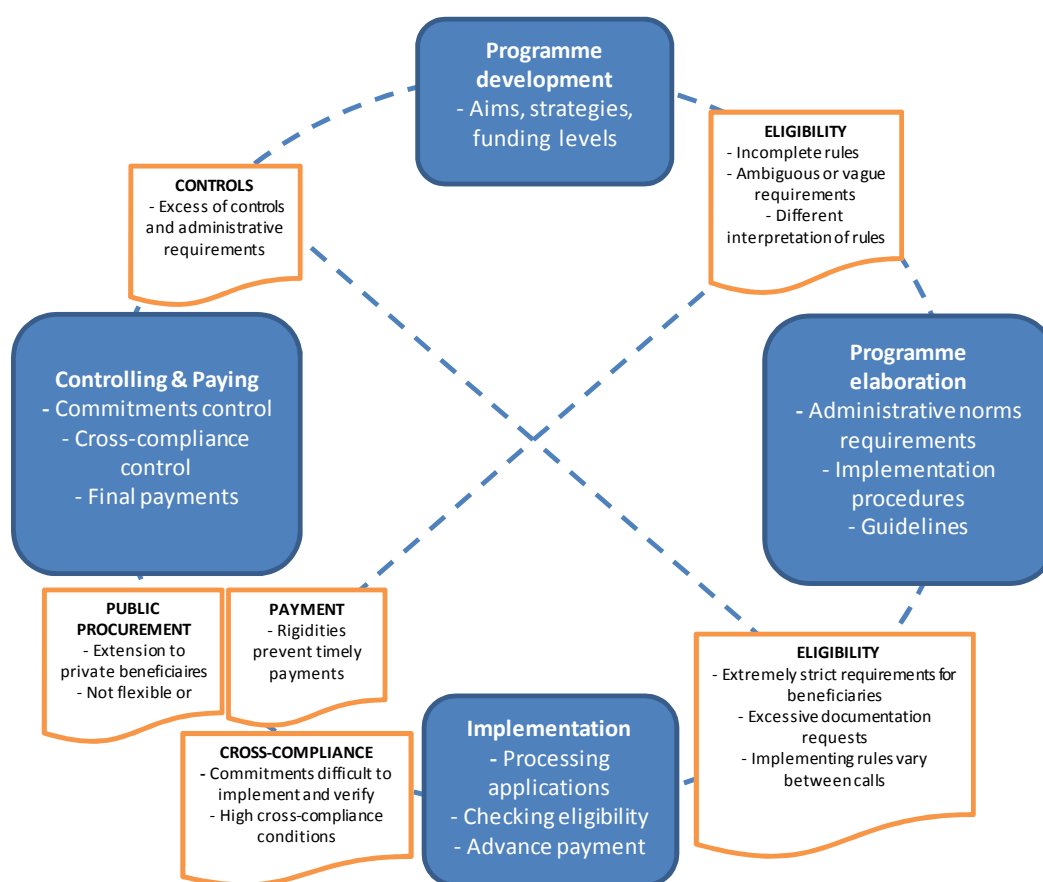 Programme
development
- Aims, strategies,
funding levels
ELIGIBILITY
- Incomplete rules
- Ambiguous or vague
requirements
- Different
interpretation of rules
CONTROLS
- Excess of controls
and administrative
requirements
Controlling & Paying
- Commitments control
- Cross-compliance
control
- Final payments
Programme
elaboration
- Administrative norms
requirements
- Implementation
procedures
- Guidelines
PUBLIC
PROCUREMENT
- Extension to
private beneficiaires
- Not flexible or
PAYMENT
- Rigidities
prevent timely
payments
ELIGIBILITY
- Extremely strict requirements for
beneficiaries
- Excessive documentation
requests
- Implementing rules vary
between calls
CROSS-COMPLIANCE
- Commitments difficult to
implement and verify
- High cross-compliance
conditions
Implementation
- Processing
applications
- Checking eligibility
- Advance payment